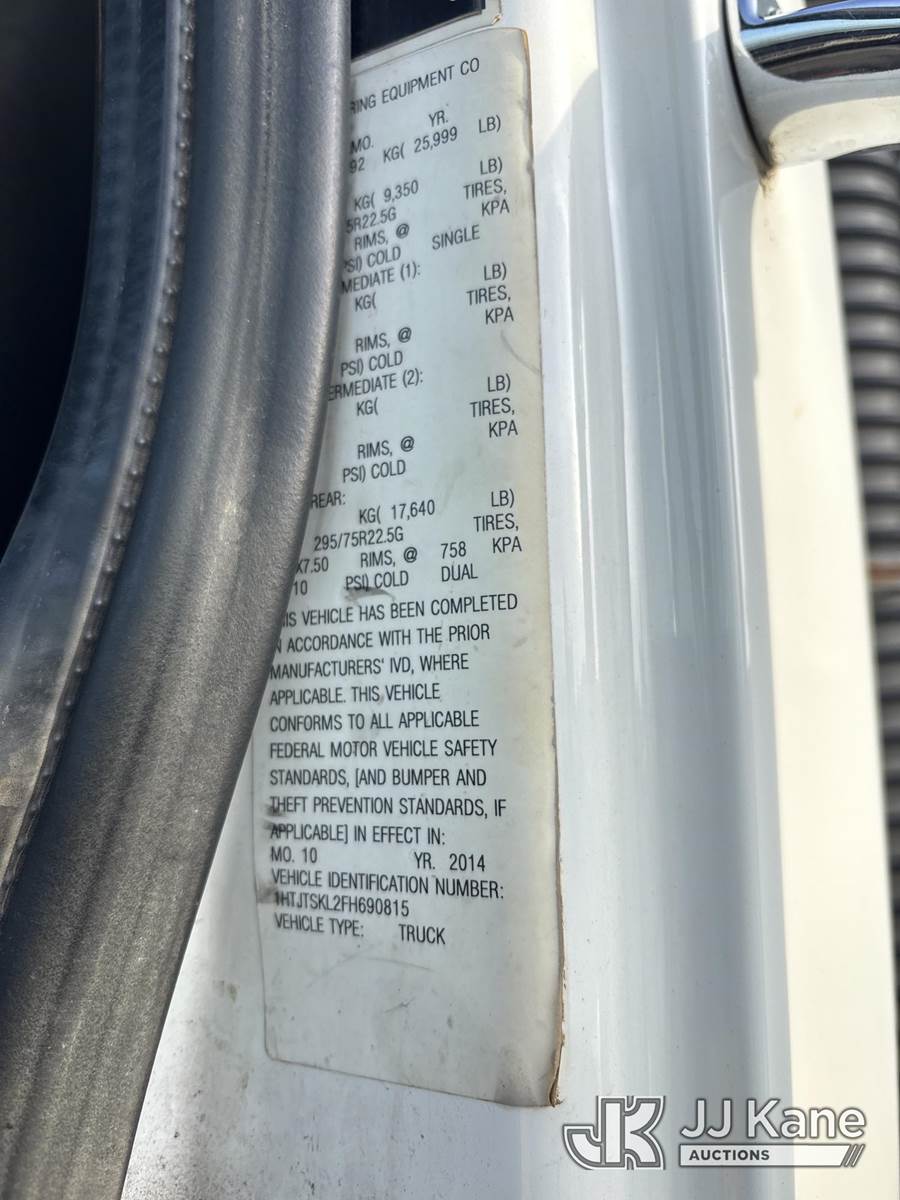 RING EQUIPMENT CO
MO. YR.
92 KG( 25,999 LB)
KG( 9,350 LB)
5R22.5G TIRES,
RIMS, @ KPA
PSI) COLD SINGLE
MEDIATE (1):
KG( LB)
TIRES,
RIMS, @ KPA
PSI) COLD
ERMEDIATE (2):
KG( LB)
TIRES,
RIMS, @ KPA
PSI) COLD
REAR:
KG( 17,640 LB)
295/75R22.5G TIRES,
X7.50 RIMS, @ 758 KPA
10 PSI) COLD DUAL
IS VEHICLE HAS BEEN COMPLETED
N ACCORDANCE WITH THE PRIOR
MANUFACTURERS' IVD, WHERE
APPLICABLE. THIS VEHICLE
CONFORMS TO ALL APPLICABLE
FEDERAL MOTOR VEHICLE SAFETY
STANDARDS, [AND BUMPER AND
THEFT PREVENTION STANDARDS, IF
APPLICABLE] IN EFFECT IN:
MO. 10 YR. 2014
VEHICLE IDENTIFICATION NUMBER:
1HTJTSKL2FH690815
VEHICLE TYPE: TRUCK
JK JJ Kane
AUCTIONS